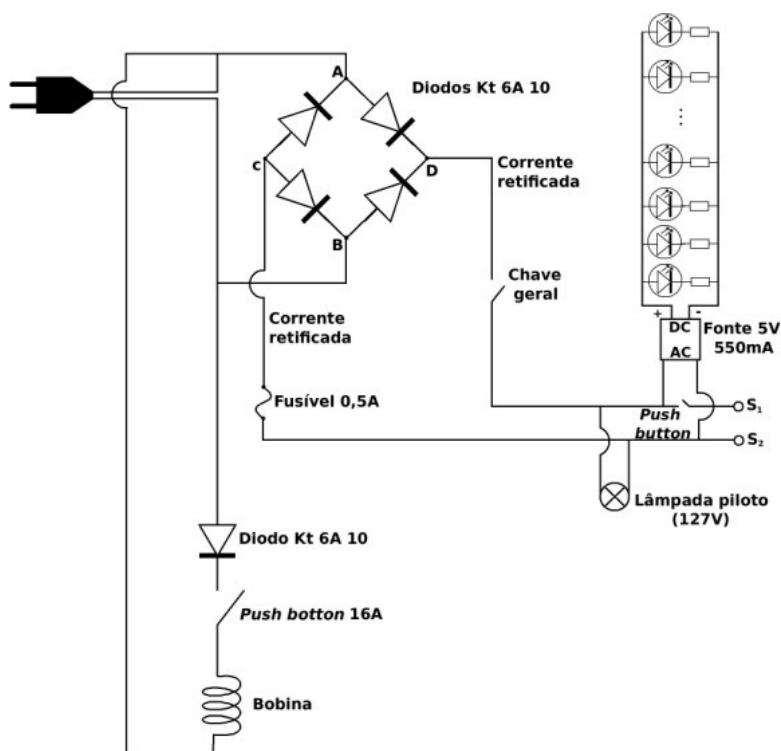 A
Diodos Kt 6A 10
C
D
B
Corrente
retificada
Chave
geral
Corrente
retificada
Fusível 0,5A
...
+ -
DC
AC
Fonte 5V
550mA
Push
button
S1
S2
Lâmpada piloto
(127V)
Diodo Kt 6A 10
Push botton 16A
Bobina